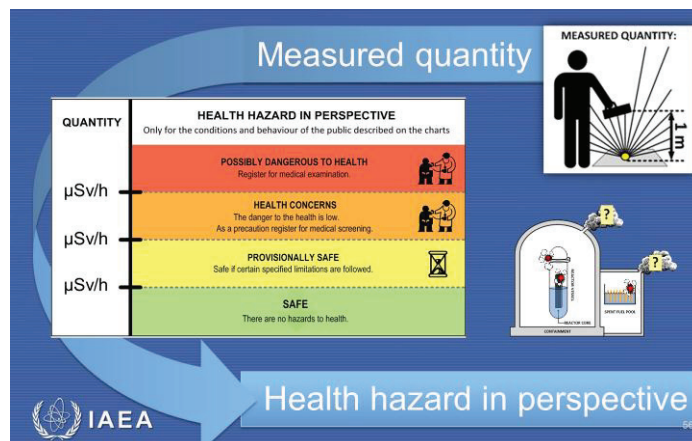 Measured quantity
MEASURED QUANTITY:
1 m
QUANTITY
HEALTH HAZARD IN PERSPECTIVE
Only for the conditions and behaviour of the public described on the charts
POSSIBLY DANGEROUS TO HEALTH
Register for medical examination.
µSv/h
HEALTH CONCERNS
The danger to the health is low.
As a precaution register for medical screening.
µSv/h
PROVISIONALLY SAFE
Safe if certain specified limitations are followed.
µSv/h
SAFE
There are no hazards to health.
?
?
REACTOR CORE
CONTAINMENT
SPENT FUEL POOL
Health hazard in perspective
IAEA